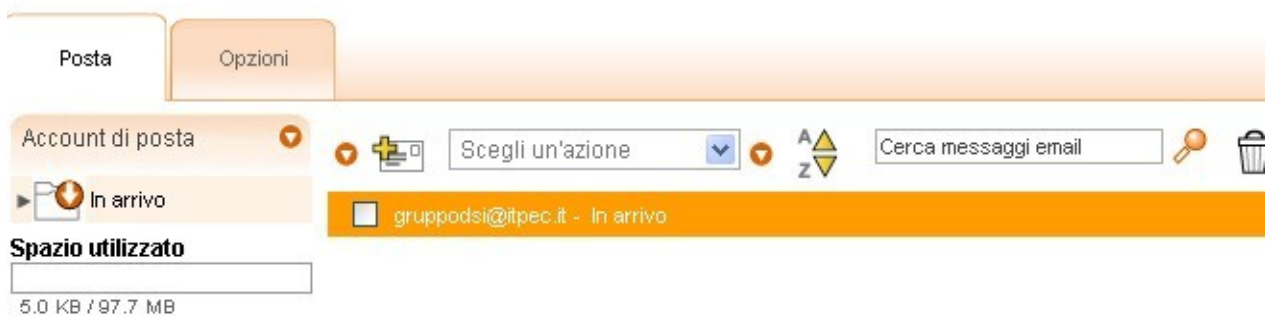 Posta
Opzioni
Account di posta
Scegli un'azione
A
Z
Cerca messaggi email
In arrivo
gruppodsi@itpec.it - In arrivo
Spazio utilizzato
5.0 KB / 97.7 MB